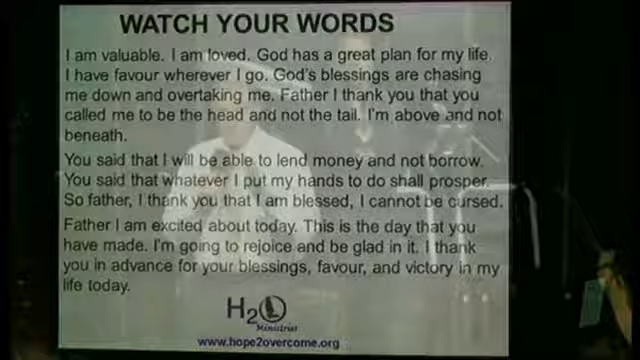 WATCH YOUR WORDS
I am valuable. I am loved. God has a great plan for my life.
I have favour wherever I go. God's blessings are chasing
me down and overtaking me. Father I thank you that you
called me to be the head and not the tail. I'm above and not
beneath.
You said that I will be able to lend money and not borrow.
You said that whatever I put my hands to do shall prosper.
So father, I thank you that I am blessed, I cannot be cursed.
Father I am excited about today. This is the day that you
have made. I'm going to rejoice and be glad in it. I thank
you in advance for your blessings, favour, and victory in my
life today.
H2O
Ministries
www.hope2overcome.org